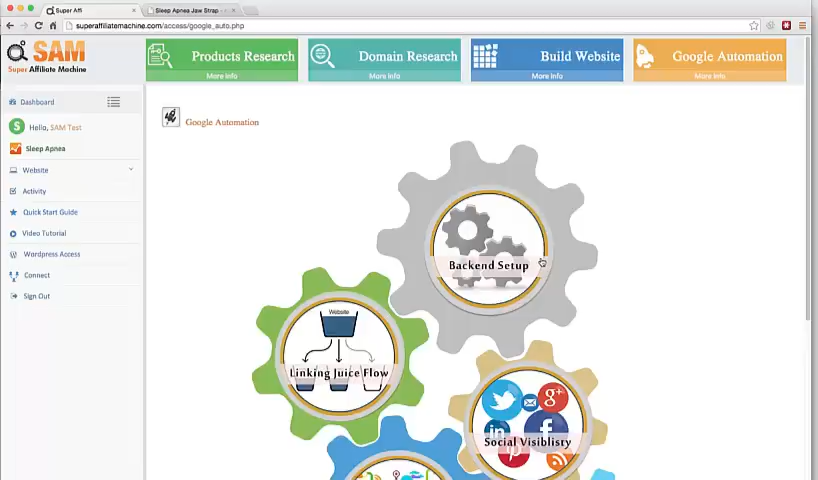 Super Affi
Sleep Apnea Jaw Strap
superaffiliatemachine.com/access/google_auto.php
SAM
Super Affiliate Machine
Products Research
More Info
Domain Research
More Info
Build Website
More Info
Google Automation
More Info
Dashboard
S
Hello, SAM Test
Sleep Apnea
Website
Activity
Quick Start Guide
Video Tutorial
Wordpress Access
Connect
Sign Out
Google Automation
Backend Setup
Website
Linking Juice Flow
g+
in
f
Social Visiblisty